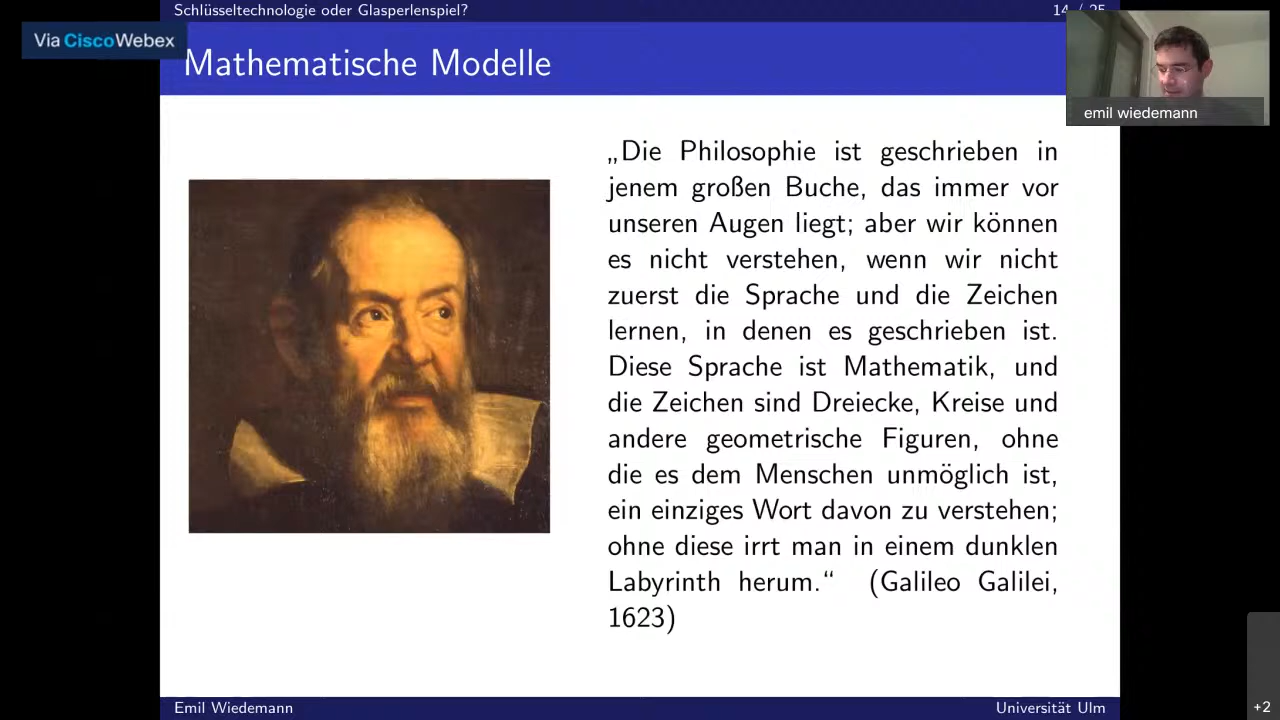 Schlüsseltechnologie oder Glasperlenspiel?
14 / 25
Via Cisco Webex
Mathematische Modelle
emil wiedemann
„Die Philosophie ist geschrieben in
jenem großen Buche, das immer vor
unseren Augen liegt; aber wir können
es nicht verstehen, wenn wir nicht
zuerst die Sprache und die Zeichen
lernen, in denen es geschrieben ist.
Diese Sprache ist Mathematik, und
die Zeichen sind Dreiecke, Kreise und
andere geometrische Figuren, ohne
die es dem Menschen unmöglich ist,
ein einziges Wort davon zu verstehen;
ohne diese irrt man in einem dunklen
Labyrinth herum.“ (Galileo Galilei,
1623)
Emil Wiedemann
Universität Ulm
+2